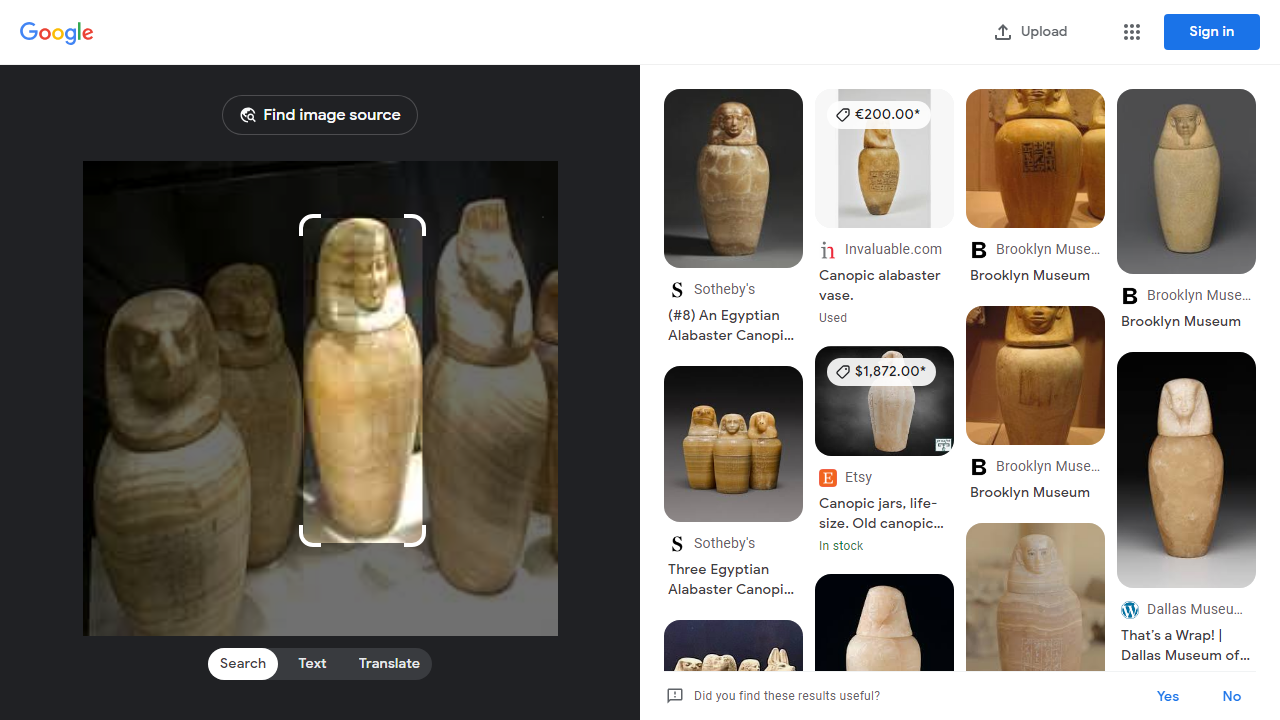 Google
Upload
Sign in
Find image source
Search
Text
Translate
Sotheby's
(#8) An Egyptian
Alabaster Canopi...
Sotheby's
Three Egyptian
Alabaster Canopi...
€200.00*
Invaluable.com
Canopic alabaster
vase.
Used
$1,872.00*
Etsy
Canopic jars, life-
size. Old canopic...
In stock
Brooklyn Muse...
Brooklyn Museum
Brooklyn Muse...
Brooklyn Museum
Brooklyn Muse...
Brooklyn Museum
Dallas Museu...
That's a Wrap! |
Dallas Museum of...
Did you find these results useful?
Yes
No